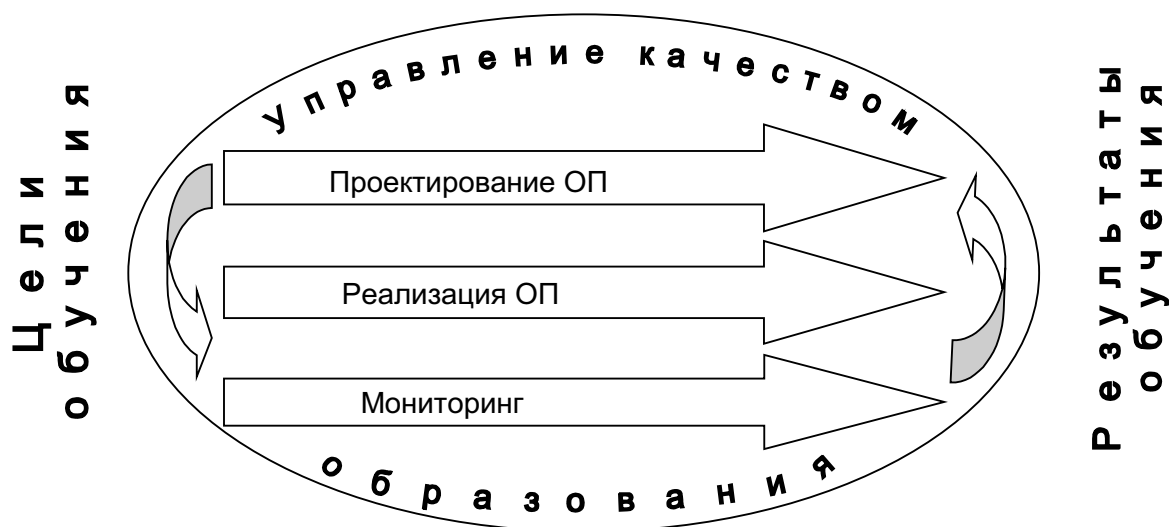 Цели
обучения
Управление качеством
Проектирование ОП
Реализация ОП
Мониторинг
образования
Результаты
обучения